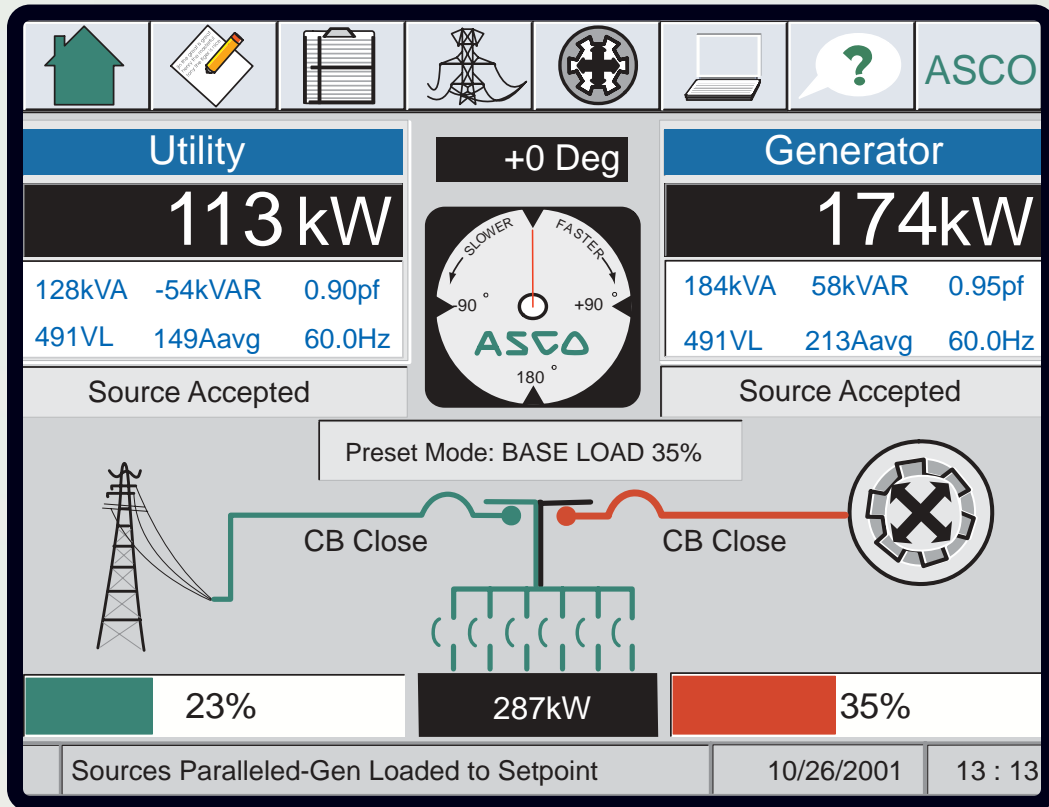 ?
ASCO
Utility
+0 Deg
Generator
113 kW
174kW
SLOWER
FASTER
128kVA -54kVAR 0.90pf
184kVA 58kVAR 0.95pf
-90 °
+90 °
491VL 149Aavg 60.0Hz
ASCO
491VL 213Aavg 60.0Hz
180 °
Source Accepted
Source Accepted
Preset Mode: BASE LOAD 35%
CB Close
CB Close
23%
287kW
35%
Sources Paralleled-Gen Loaded to Setpoint
10/26/2001
13 : 13